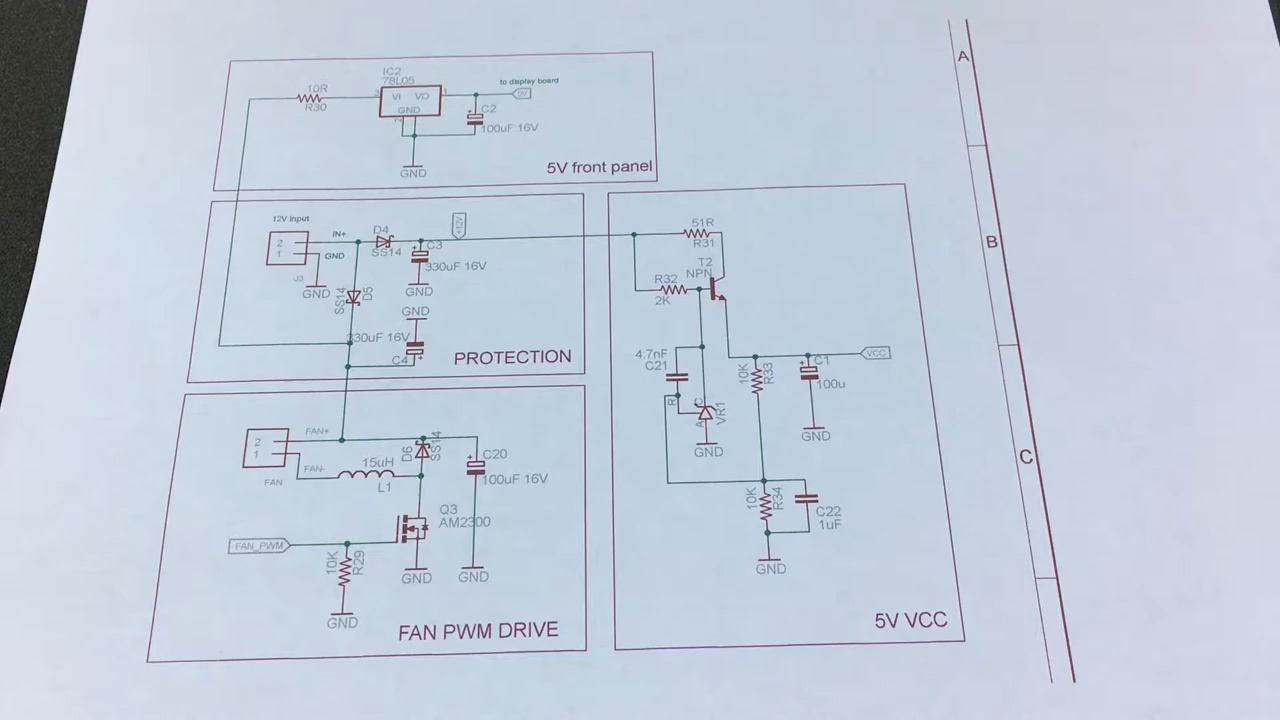 A
IC2
78L05
10R
R30
3
VI
VO
1
GND
2
to display board
5V
C2
100uF 16V
GND
5V front panel
12V Input
2
1
IN+
GND
J3
GND
D4
SS14
+12V
C3
330uF 16V
GND
SS14
D5
GND
330uF 16V
C4
PROTECTION
B
51R
R31
T2
NPN
R32
2K
4.7nF
C21
R
C
A
VR1
GND
10K
R33
C1
100u
VCC
GND
10K
R34
C22
1uF
GND
5V VCC
C
2
1
FAN+
FAN-
FAN
15uH
L1
D6
SS14
C20
100uF 16V
Q3
AM2300
FAN_PWM
10K
R29
GND
GND
GND
FAN PWM DRIVE